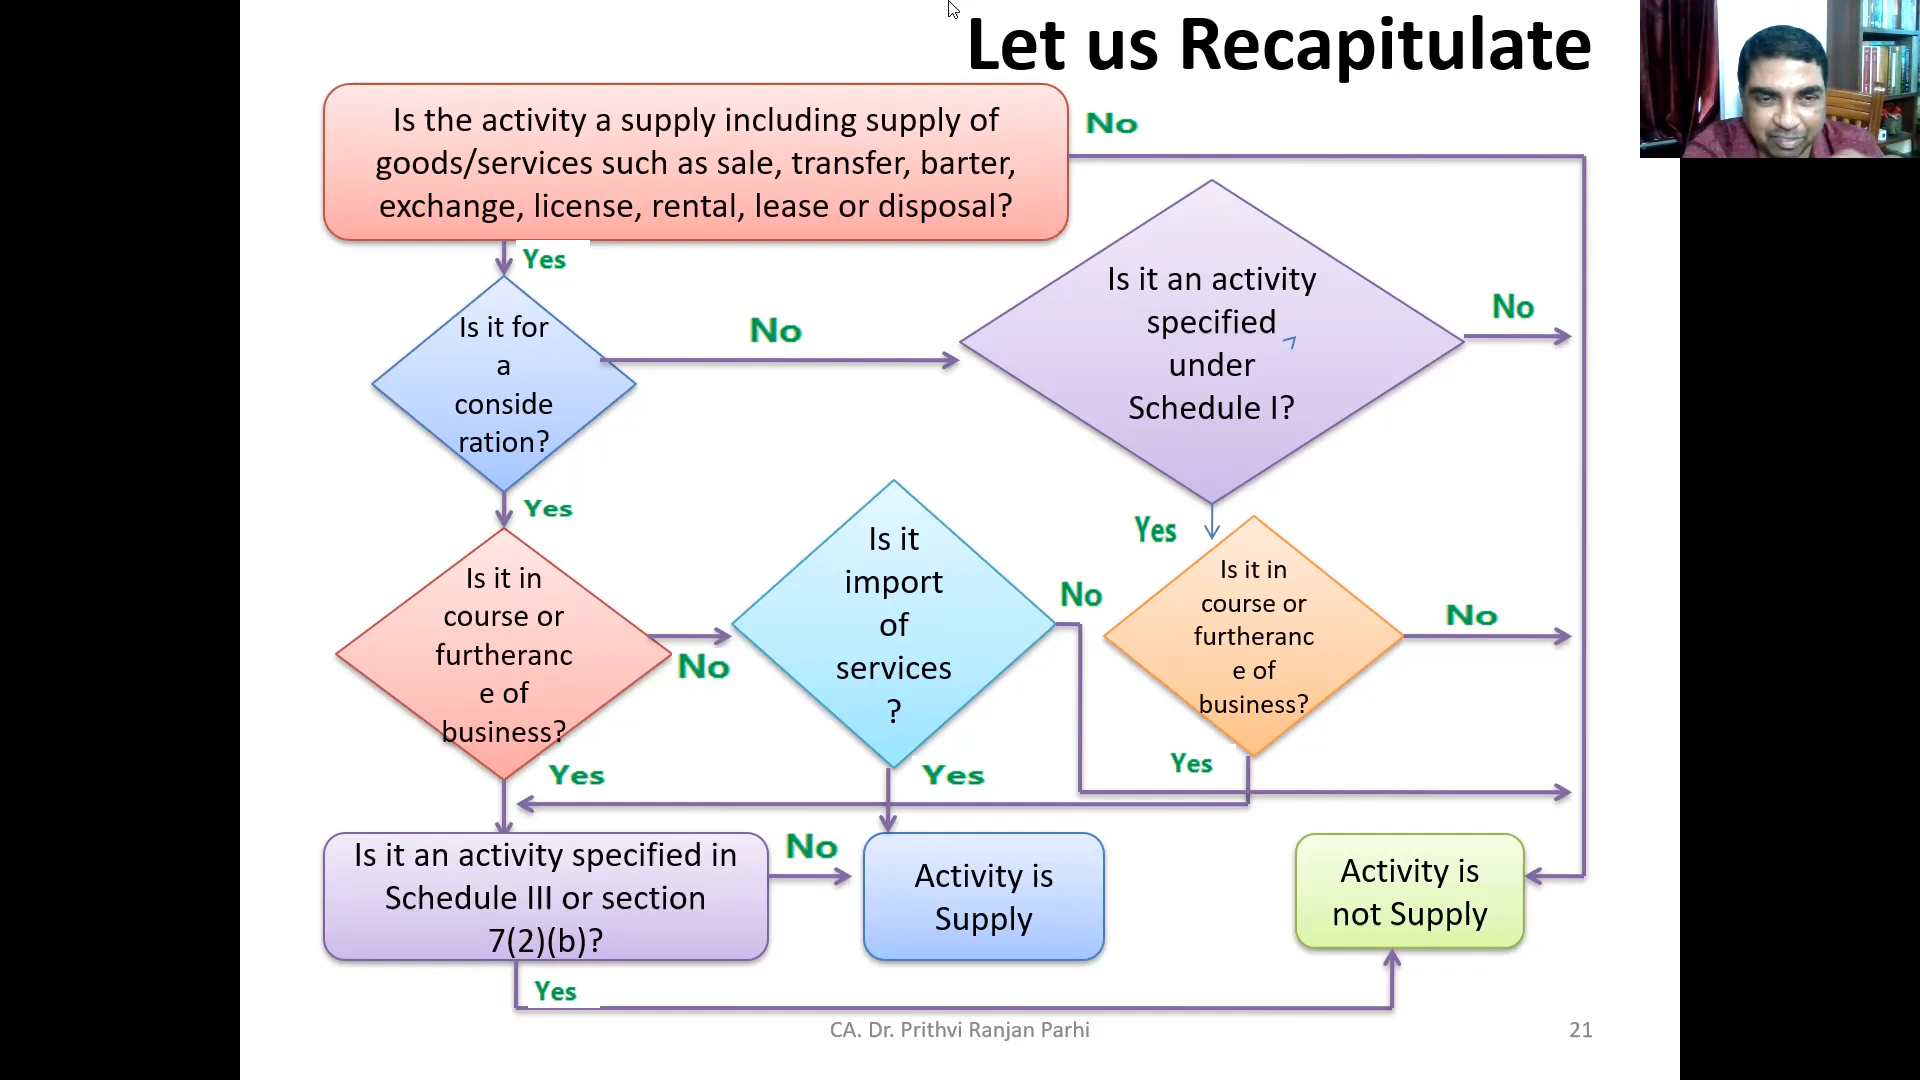 Let us Recapitulate
Is the activity a supply including supply of
goods/services such as sale, transfer, barter,
exchange, license, rental, lease or disposal?
No
Yes
Is it for
a
conside
ration?
No
Is it an activity
specified
under
Schedule I?
No
Yes
Is it in
course or
furtheranc
e of
business?
No
Is it
import
of
services
?
No
Yes
Is it in
course or
furtheranc
e of
business?
No
Yes
Yes
Yes
Is it an activity specified in
Schedule III or section
7(2)(b)?
No
Activity is
Supply
Activity is
not Supply
Yes
CA. Dr. Prithvi Ranjan Parhi
21